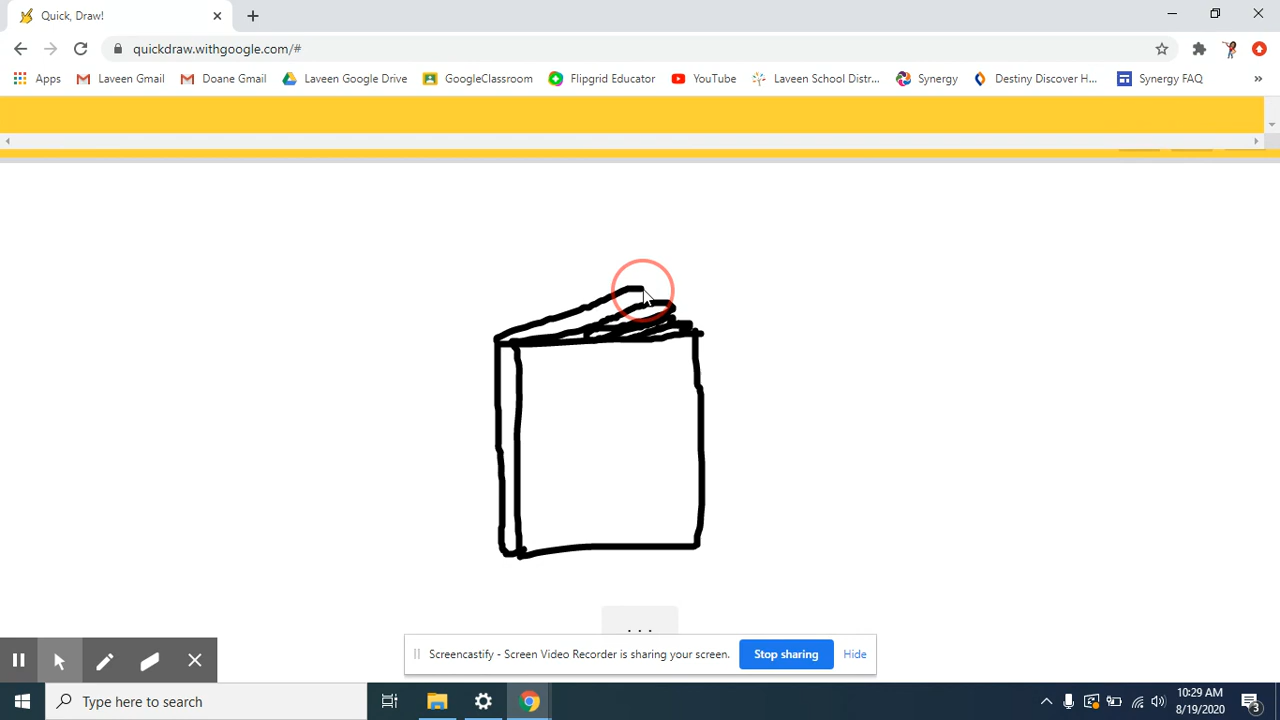 Quick, Draw!
quickdraw.withgoogle.com/#
Apps Laveen Gmail Doane Gmail Laveen Google Drive GoogleClassroom Flipgrid Educator YouTube Laveen School Distr... Synergy Destiny Discover H... Synergy FAQ »
...
Screencastify - Screen Video Recorder is sharing your screen. Stop sharing Hide
Type here to search
10:29 AM
8/19/2020
3